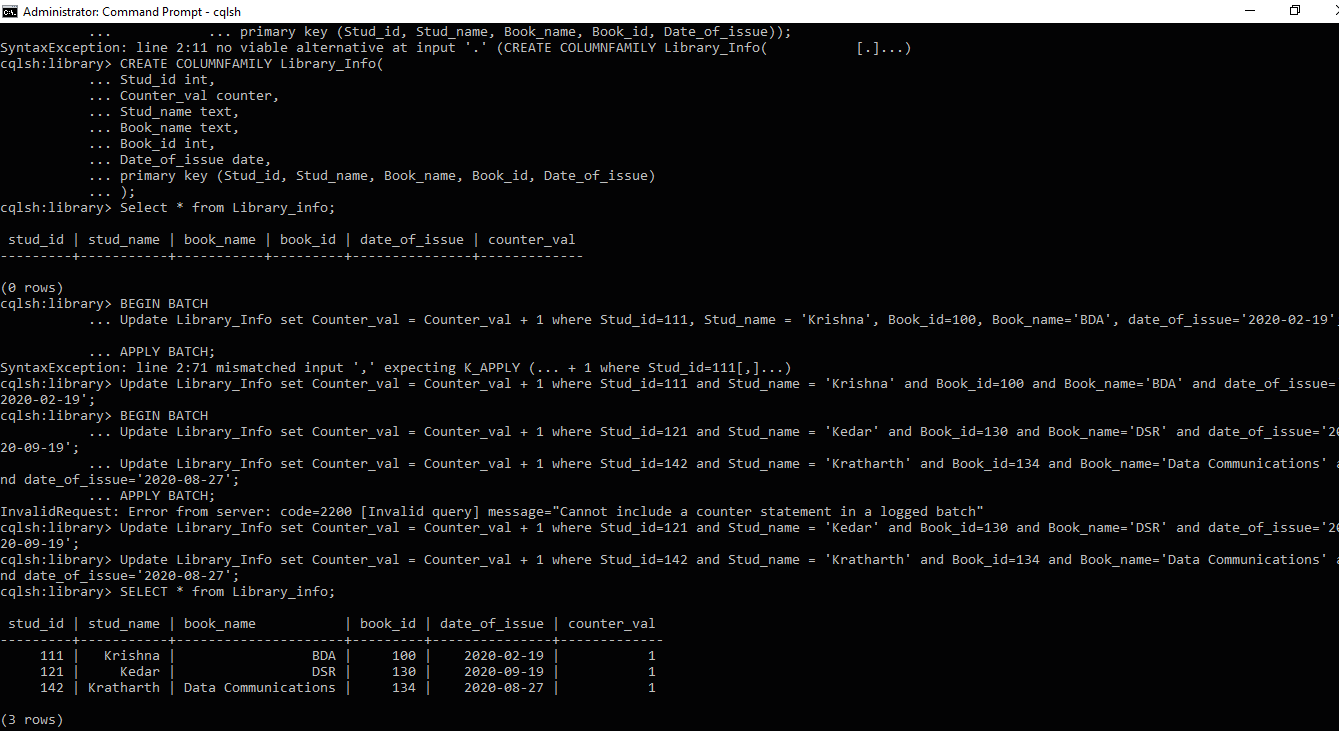 Administrator: Command Prompt - cqlsh
... ... primary key (Stud_id, Stud_name, Book_name, Book_id, Date_of_issue));
SyntaxException: line 2:11 no viable alternative at input '.' (CREATE COLUMNFAMILY Library_Info( [.]...)
cqlsh:library> CREATE COLUMNFAMILY Library_Info(
... Stud_id int,
... Counter_val counter,
... Stud_name text,
... Book_name text,
... Book_id int,
... Date_of_issue date,
... primary key (Stud_id, Stud_name, Book_name, Book_id, Date_of_issue)
... );
cqlsh:library> Select * from Library_info;
stud_id | stud_name | book_name | book_id | date_of_issue | counter_val
---------+-----------+-----------+---------+---------------+-------------
(0 rows)
cqlsh:library> BEGIN BATCH
... Update Library_Info set Counter_val = Counter_val + 1 where Stud_id=111, Stud_name = 'Krishna', Book_id=100, Book_name='BDA', date_of_issue='2020-02-19';
... APPLY BATCH;
SyntaxException: line 2:71 mismatched input ',' expecting K_APPLY (... + 1 where Stud_id=111[,]...)
cqlsh:library> Update Library_Info set Counter_val = Counter_val + 1 where Stud_id=111 and Stud_name = 'Krishna' and Book_id=100 and Book_name='BDA' and date_of_issue=
2020-02-19';
cqlsh:library> BEGIN BATCH
... Update Library_Info set Counter_val = Counter_val + 1 where Stud_id=121 and Stud_name = 'Kedar' and Book_id=130 and Book_name='DSR' and date_of_issue='20
20-09-19';
... Update Library_Info set Counter_val = Counter_val + 1 where Stud_id=142 and Stud_name = 'Kratharth' and Book_id=134 and Book_name='Data Communications' a
nd date_of_issue='2020-08-27';
... APPLY BATCH;
InvalidRequest: Error from server: code=2200 [Invalid query] message="Cannot include a counter statement in a logged batch"
cqlsh:library> Update Library_Info set Counter_val = Counter_val + 1 where Stud_id=121 and Stud_name = 'Kedar' and Book_id=130 and Book_name='DSR' and date_of_issue='20
20-09-19';
cqlsh:library> Update Library_Info set Counter_val = Counter_val + 1 where Stud_id=142 and Stud_name = 'Kratharth' and Book_id=134 and Book_name='Data Communications' a
nd date_of_issue='2020-08-27';
cqlsh:library> SELECT * from Library_info;
stud_id | stud_name | book_name | book_id | date_of_issue | counter_val
---------+-----------+---------------------+---------+---------------+-------------
111 | Krishna | BDA | 100 | 2020-02-19 | 1
121 | Kedar | DSR | 130 | 2020-09-19 | 1
142 | Kratharth | Data Communications | 134 | 2020-08-27 | 1
(3 rows)